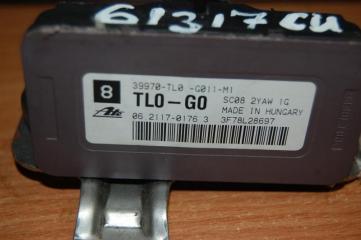 61317CU
8
39970-TL0 -G011-M1
TL0-G0
SC08 2YAW 1G
MADE IN HUNGARY
Ate
06.2117-0176.3
3F78L28697